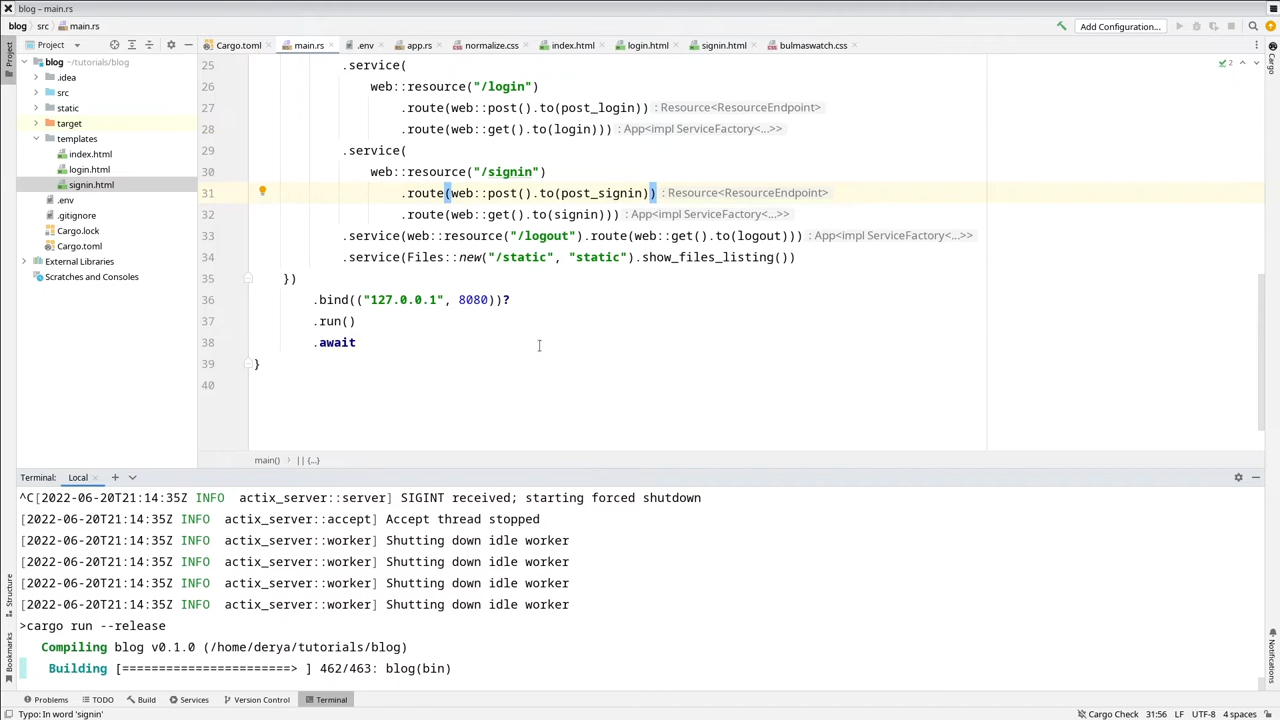 blog – main.rs
blog src main.rs
Add Configuration...
Project
Cargo.toml main.rs .env app.rs normalize.css index.html login.html signin.html bulmaswatch.css
Project
Cargo
Structure
Bookmarks
Notifications
blog ~/tutorials/blog
.idea
src
static
target
templates
index.html
login.html
signin.html
.env
.gitignore
Cargo.lock
Cargo.toml
External Libraries
Scratches and Consoles
2
25 .service(
26 web::resource("/login")
27 .route(web::post().to(post_login)) : Resource<ResourceEndpoint>
28 .route(web::get().to(login))) : App<impl ServiceFactory<...>>
29 .service(
30 web::resource("/signin")
31 .route(web::post().to(post_signin)) : Resource<ResourceEndpoint>
32 .route(web::get().to(signin))) : App<impl ServiceFactory<...>>
33 .service(web::resource("/logout").route(web::get().to(logout))) : App<impl ServiceFactory<...>>
34 .service(Files::new("/static", "static").show_files_listing())
35 })
36 .bind(("127.0.0.1", 8080))?
37 .run()
38 .await
39 }
40
main() || {...}
Terminal: Local
^C[2022-06-20T21:14:35Z INFO actix_server::server] SIGINT received; starting forced shutdown
[2022-06-20T21:14:35Z INFO actix_server::accept] Accept thread stopped
[2022-06-20T21:14:35Z INFO actix_server::worker] Shutting down idle worker
[2022-06-20T21:14:35Z INFO actix_server::worker] Shutting down idle worker
[2022-06-20T21:14:35Z INFO actix_server::worker] Shutting down idle worker
[2022-06-20T21:14:35Z INFO actix_server::worker] Shutting down idle worker
>cargo run --release
Compiling blog v0.1.0 (/home/derya/tutorials/blog)
Building [=======================> ] 462/463: blog(bin)
Problems TODO Build Services Version Control Terminal
Typo: In word 'signin'
Cargo Check 31:56 LF UTF-8 4 spaces